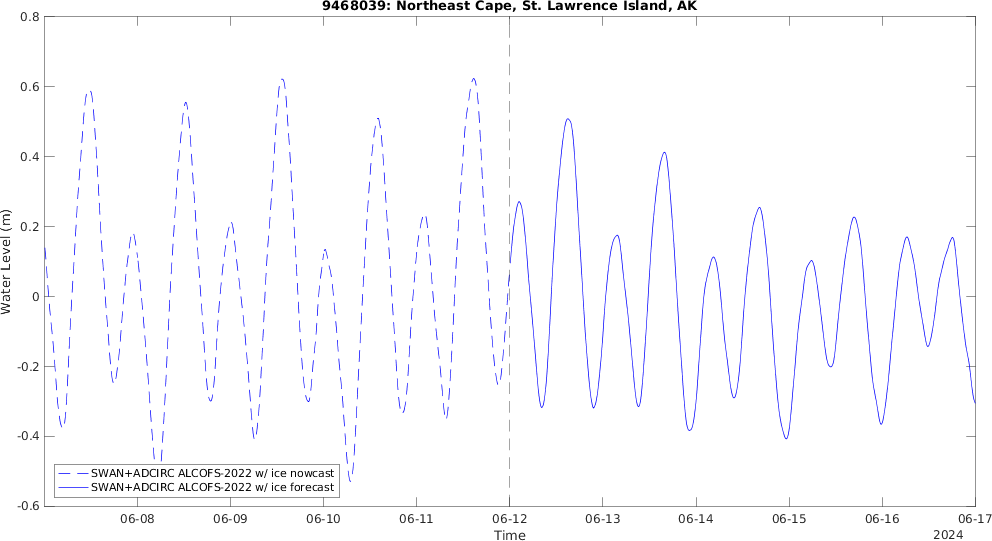 9468039: Northeast Cape, St. Lawrence Island, AK
Water Level (m)
0.8
0.6
0.4
0.2
0
-0.2
-0.4
-0.6
SWAN+ADCIRC ALCOFS-2022 w/ ice nowcast
SWAN+ADCIRC ALCOFS-2022 w/ ice forecast
06-08 06-09 06-10 06-11 06-12 06-13 06-14 06-15 06-16 06-17
Time
2024